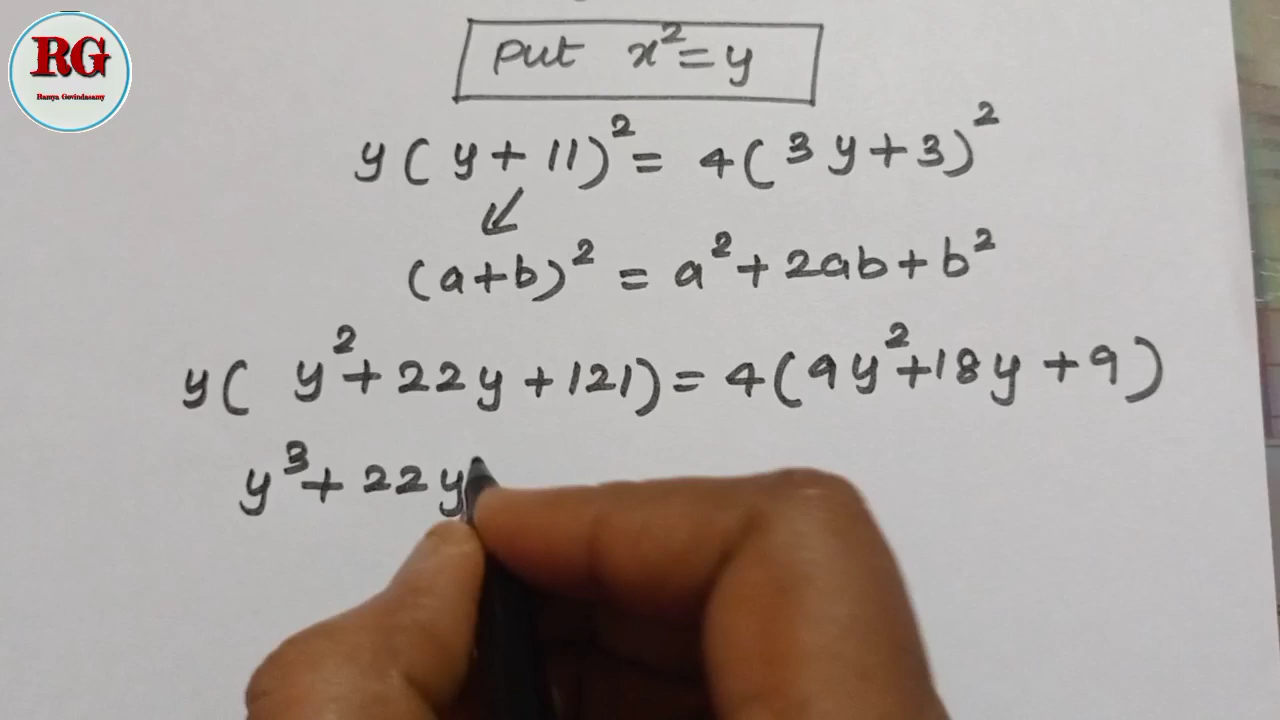 RG
Ramya Govindasamy
Put x²=y
y(y+11)²= 4(3y+3)²
↙
(a+b)² = a²+2ab+b²
y( y²+22y+121)=4(9y²+18y+9)
y³+22y